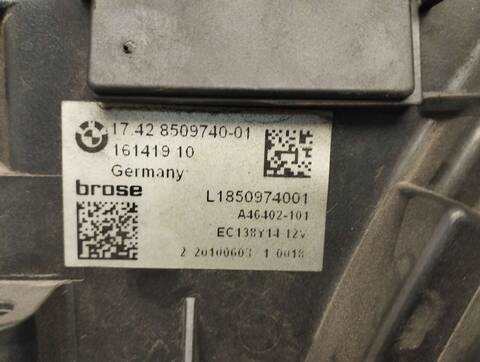 17.42 8509740-01
161419 10
Germany
brose
L1850974001
A46402-101
EC138Y14 12V
2 20100603 1 0018